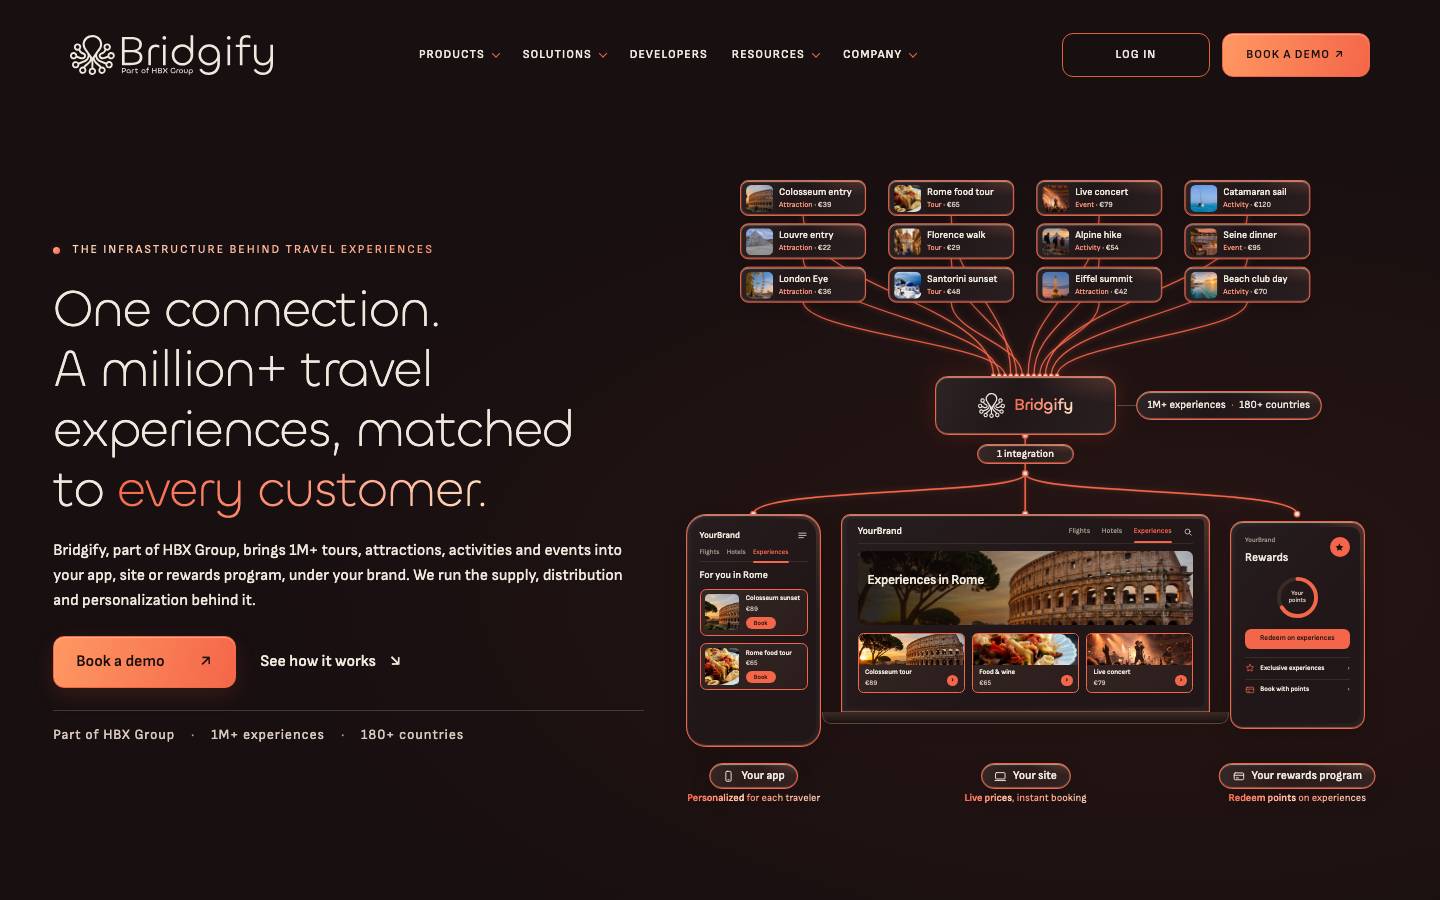 Bridgify
Part of HBX Group
PRODUCTS
SOLUTIONS
DEVELOPERS
RESOURCES
COMPANY
LOG IN
BOOK A DEMO
THE INFRASTRUCTURE BEHIND TRAVEL EXPERIENCES
One connection.
A million+ travel
experiences, matched
to every customer.
Bridgify, part of HBX Group, brings 1M+ tours, attractions, activities and events into
your app, site or rewards program, under your brand. We run the supply, distribution
and personalization behind it.
Book a demo
See how it works
Part of HBX Group · 1M+ experiences · 180+ countries
Colosseum entry
Attraction · €39
Rome food tour
Tour · €65
Live concert
Event · €79
Catamaran sail
Activity · €120
Louvre entry
Attraction · €22
Florence walk
Tour · €29
Alpine hike
Activity · €54
Seine dinner
Event · €95
London Eye
Attraction · €36
Santorini sunset
Tour · €48
Eiffel summit
Attraction · €42
Beach club day
Activity · €70
Bridgify
1M+ experiences · 180+ countries
1 integration
YourBrand
Flights
Hotels
Experiences
For you in Rome
Colosseum sunset
€89
Book
Rome food tour
€65
Book
YourBrand
Flights
Hotels
Experiences
Experiences in Rome
Colosseum tour
€89
Food & wine
€65
Live concert
€79
YourBrand
Rewards
Your
points
Redeem on experiences
Exclusive experiences
Book with points
Your app
Personalized for each traveler
Your site
Live prices, instant booking
Your rewards program
Redeem points on experiences